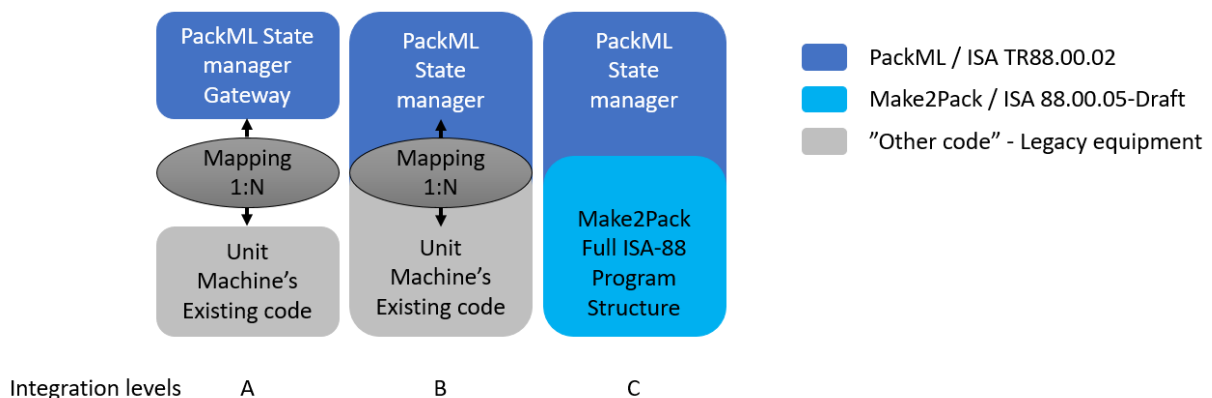 PackML State
manager
Gateway
Mapping
1:N
Unit
Machine's
Existing code
PackML
State
manager
Mapping
1:N
Unit
Machine's
Existing code
PackML
State
manager
Make2Pack
Full ISA-88
Program
Structure
PackML / ISA TR88.00.02
Make2Pack / ISA 88.00.05-Draft
”Other code” - Legacy equipment
Integration levels A B C